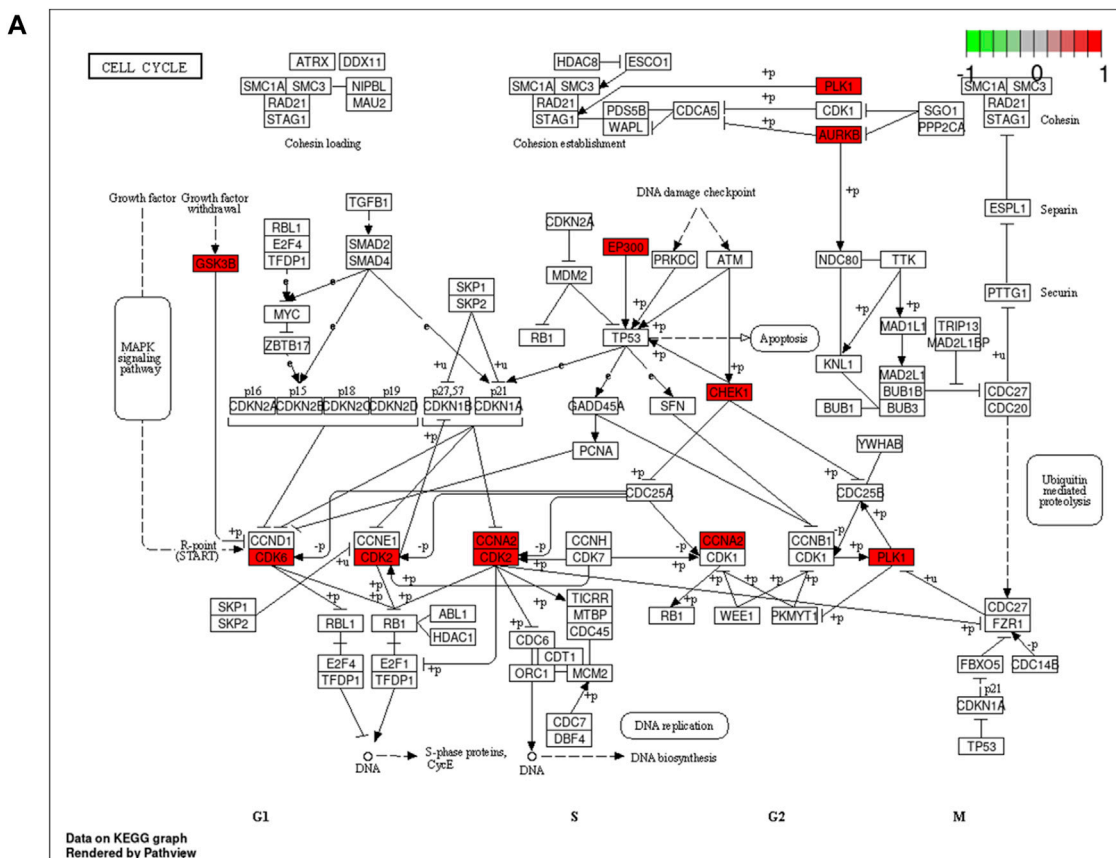 A
CELL CYCLE
-1 0 1
ATRX DDX11
SMC1A SMC3 NIPBL
RAD21 MAU2
STAG1
Cohesin loading
HDAC8 ESCO1
SMC1A SMC3
RAD21
STAG1
PDS5B
WAPL
CDCA5
Cohesion establishment
+p
PLK1
+p
CDK1
+p
AURKB
SGO1
PPP2CA
SMC1A SMC3
RAD21
STAG1
Cohesin
+p
Growth factor
Growth factor
withdrawal
GSK3B
RBL1
E2F4
TFDP1
TGFB1
SMAD2
SMAD4
e
e
e
MYC
ZBTB17
e
SKP1
SKP2
+u
+u
CDKN2A
MDM2
RB1
EP300
DNA damage checkpoint
PRKDC
ATM
+p
+p
TP53
+p
+p
Apoptosis
e
e
e
CHEK1
NDC80
TTK
+p
+p
KNL1
MAD1L1
TRIP13
MAD2L1BP
MAD2L1
BUB1B
BUB3
BUB1
ESPL1
Separin
PTTG1
Securin
+u
CDC27
CDC20
MAPK
signaling
pathway
p16 p15 p18 p19 p27,57 p21
CDKN2A CDKN2B CDKN2C CDKN2D CDKN1B CDKN1A
GADD45A
SFN
PCNA
+p
+p
+p
CDC25A
YWHAB
CDC25B
+p
Ubiquitin
mediated
proteolysis
R-point
(START)
+p
CCND1
CDK6
-p
CCNE1
CDK2
+u
-p
CCNA2
CDK2
-p
+p
CCNH
CDK7
CCNA2
CDK1
-p
CCNB1
CDK1
-p
+p
PLK1
+u
SKP1
SKP2
+p
+p
+p
+p
+p
RBL1
RB1
ABL1
HDAC1
E2F4
TFDP1
E2F1
TFDP1
+p
+p
CDC6
CDT1
ORC1
MCM2
+p
TICRR
MTBP
CDC45
+p
CDC7
DBF4
+p
RB1
+p
WEE1
+p
PKMYT1
+p
+p
CDC27
FZR1
-p
FBXO5
CDC14B
p21
CDKN1A
TP53
DNA replication
DNA
S-phase proteins,
CycE
DNA
DNA biosynthesis
G1 S G2 M
Data on KEGG graph
Rendered by Pathview